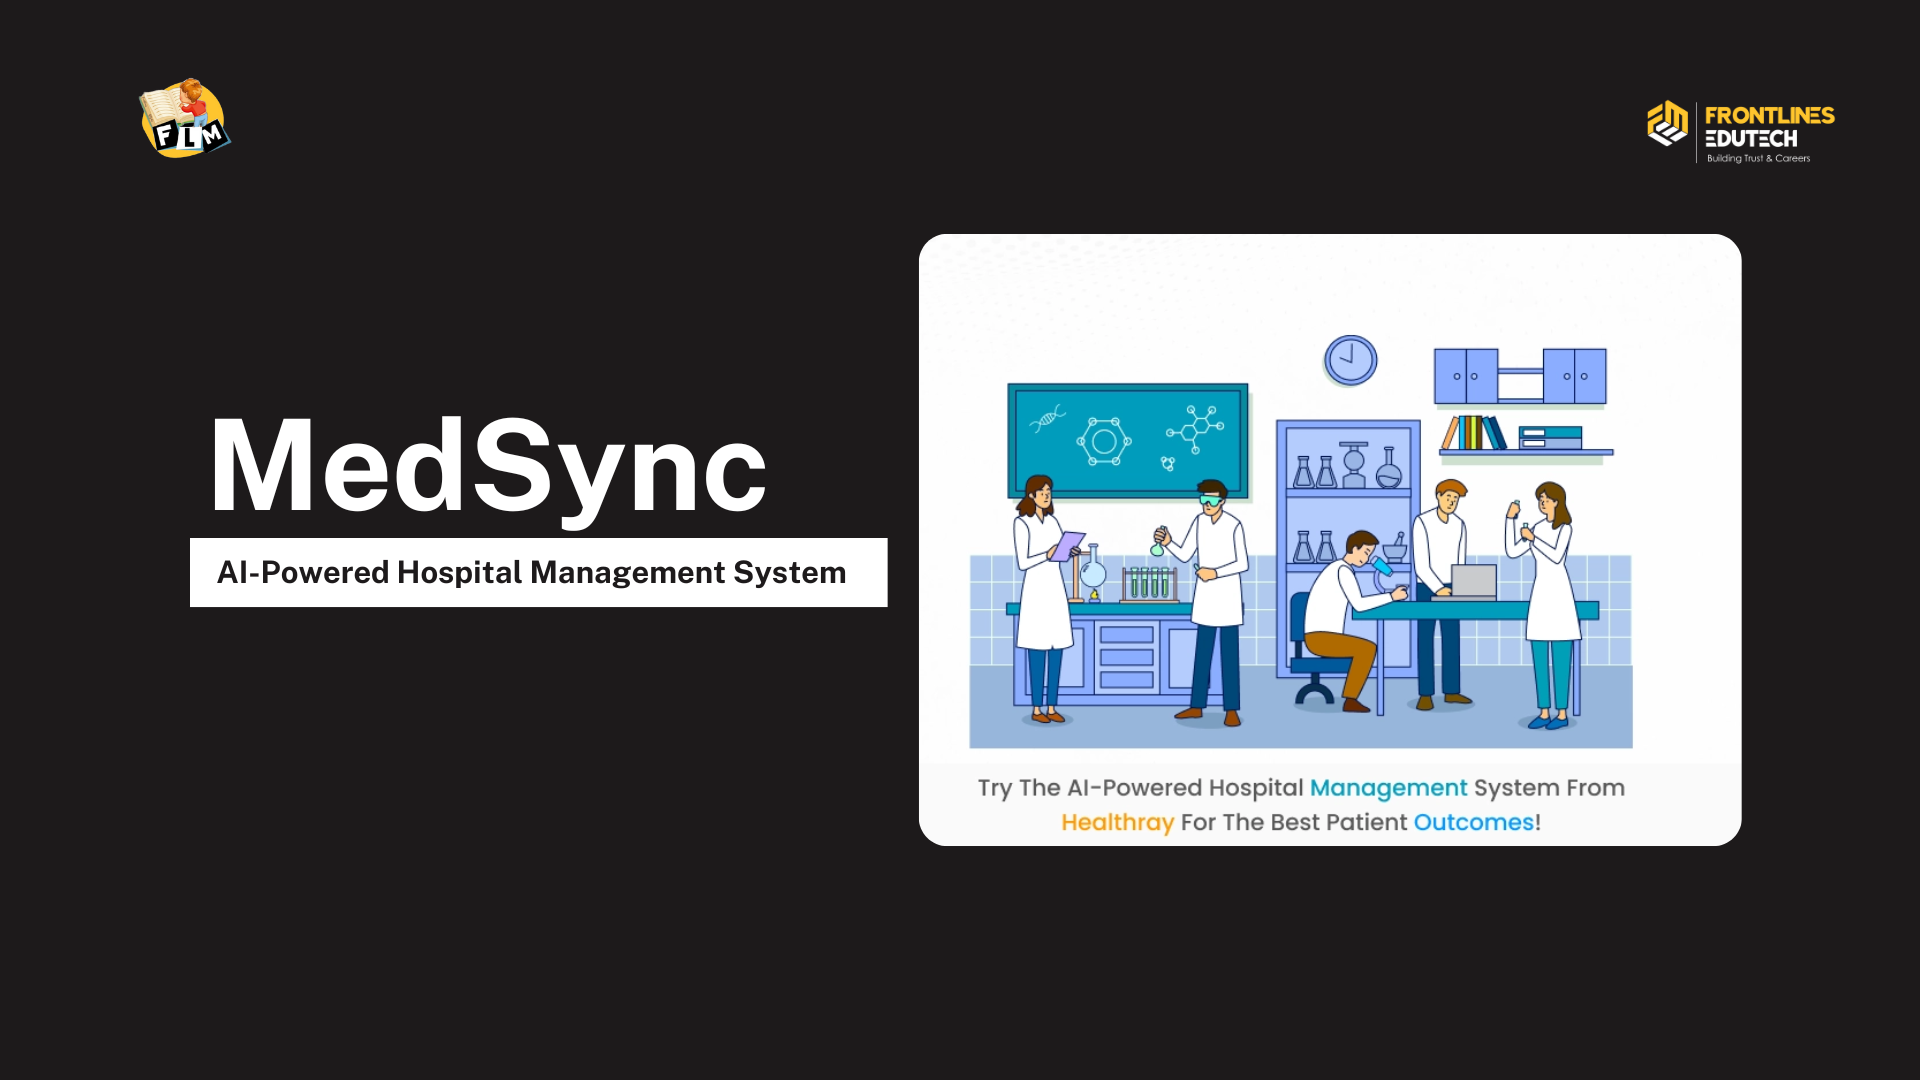 FLM
FRONTLINES
EDUTECH
Building Trust & Careers
MedSync
AI-Powered Hospital Management System
Try The AI-Powered Hospital Management System From
Healthray For The Best Patient Outcomes!